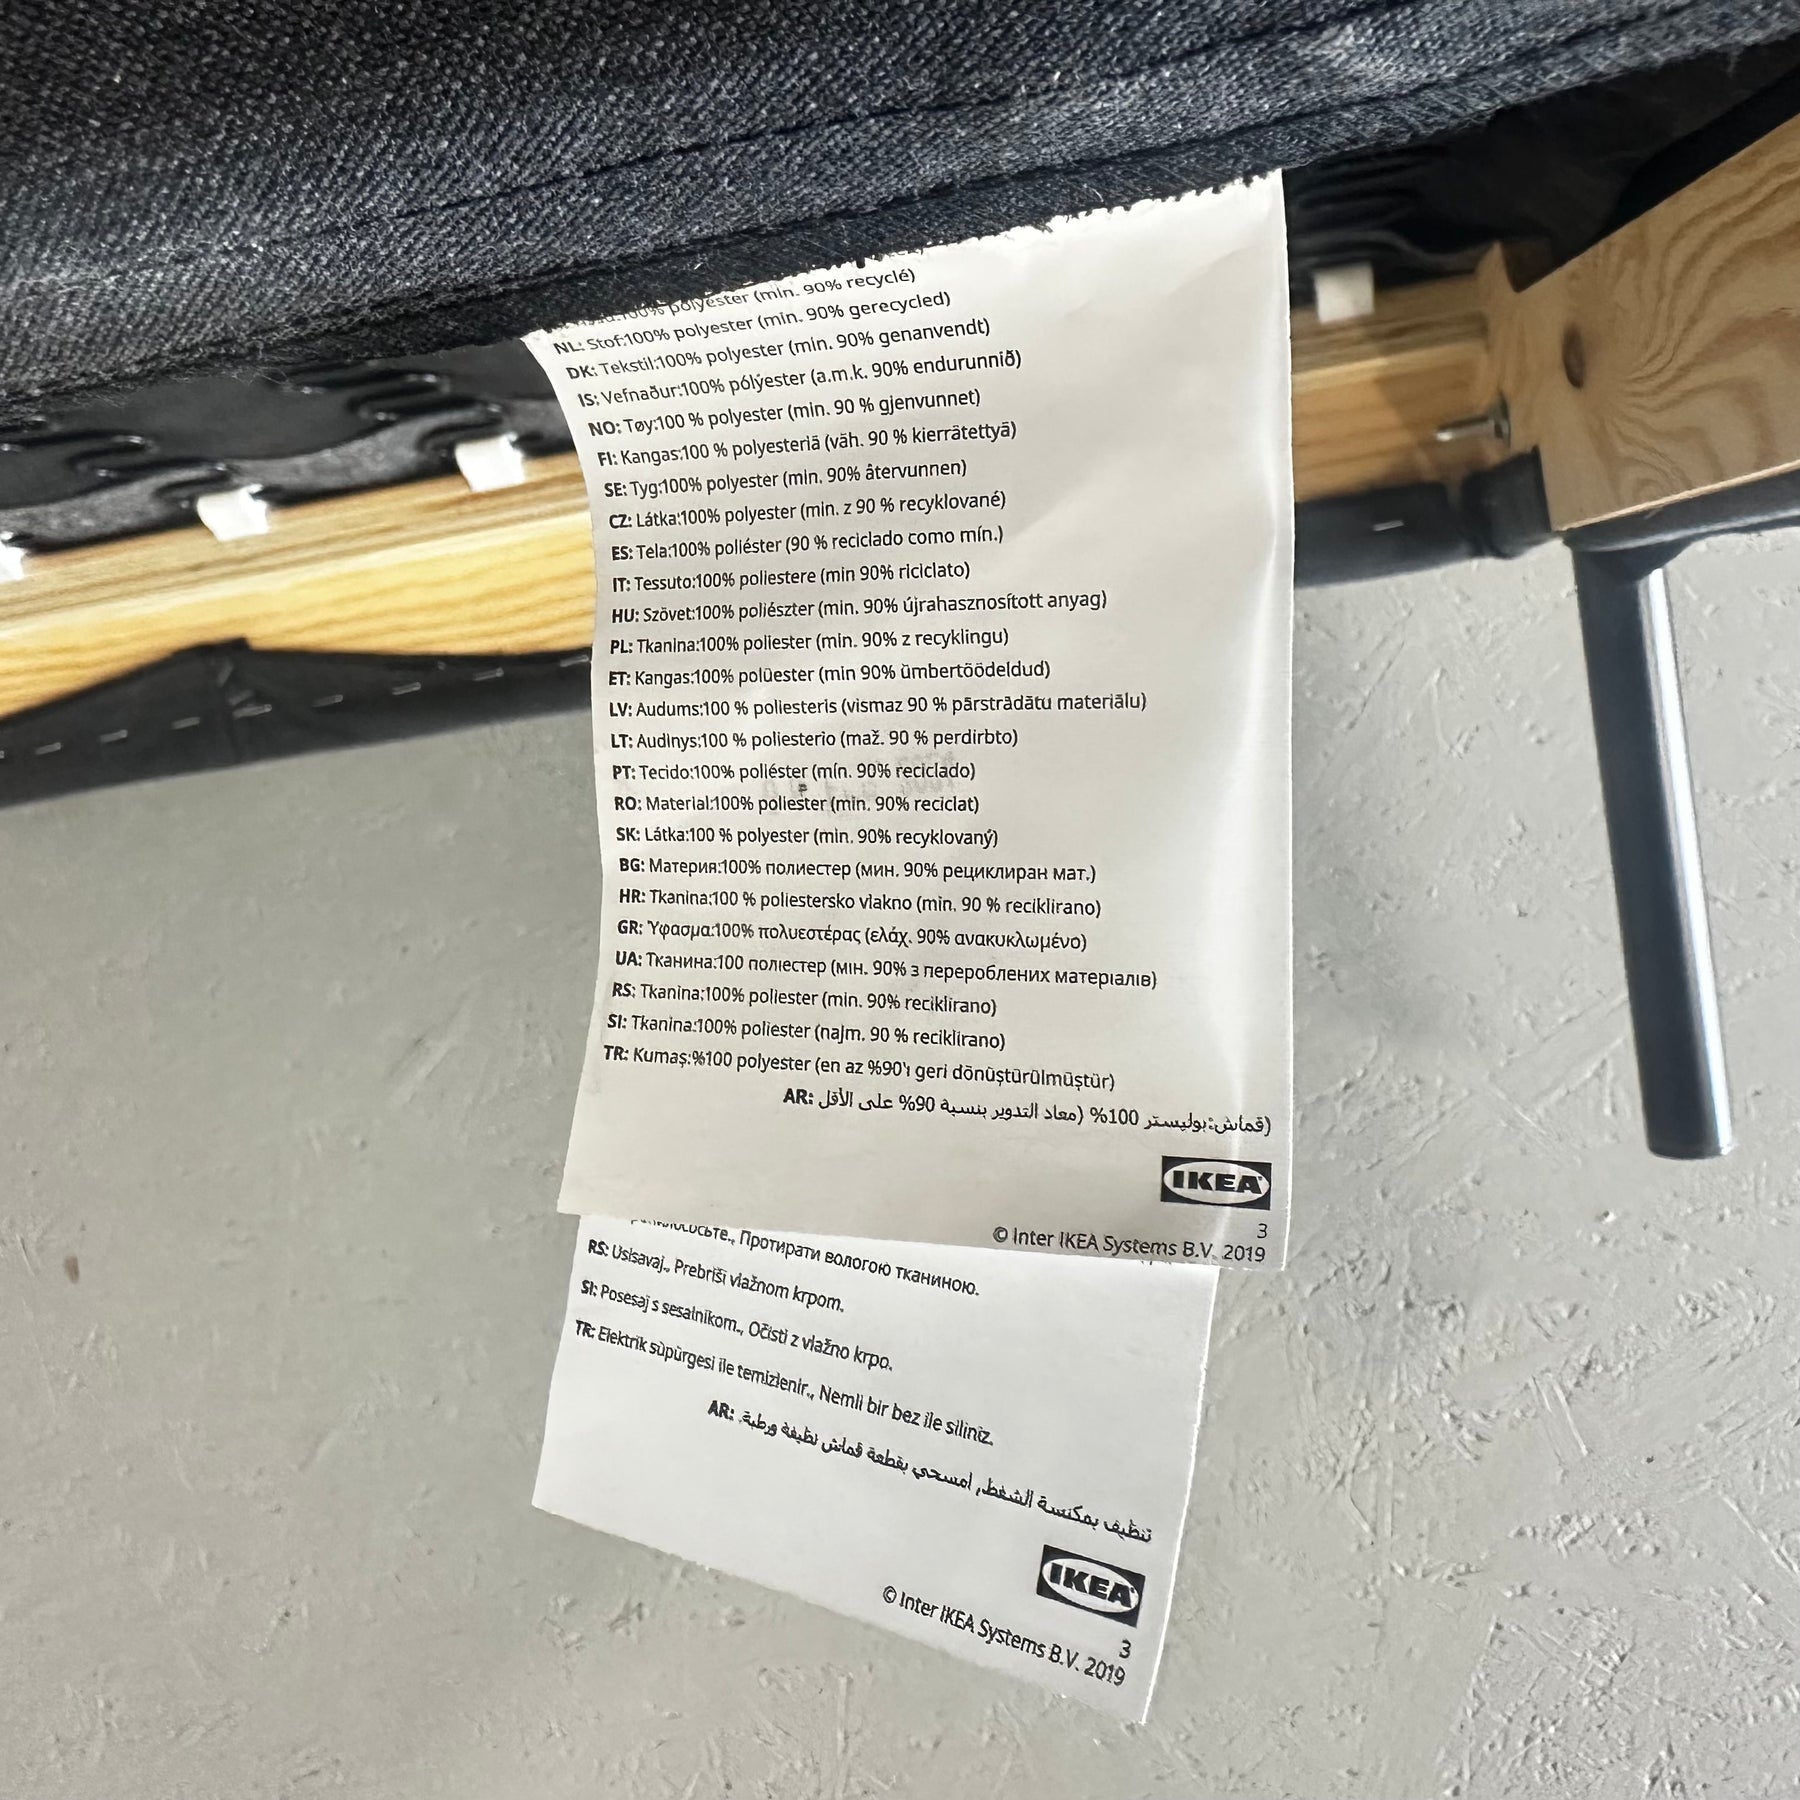 100% polyester (min. 90% recyclé)
NL: Stof:100% polyester (min. 90% gerecycled)
DK: Tekstil:100% polyester (min. 90% genanvendt)
IS: Vefnaður:100% pólýester (a.m.k. 90% endurunnið)
NO: Tøy:100 % polyester (min. 90 % gjenvunnet)
FI: Kangas:100 % polyesteriä (väh. 90 % kierrätettyä)
SE: Tyg:100% polyester (min. 90% återvunnen)
CZ: Látka:100% polyester (min. z 90 % recyklované)
ES: Tela:100% poliéster (90 % reciclado como mín.)
IT: Tessuto:100% poliestere (min 90% riciclato)
HU: Szövet:100% poliészter (min. 90% újrahasznosított anyag)
PL: Tkanina:100% poliester (min. 90% z recyklingu)
ET: Kangas:100% polüester (min 90% ümbertöödeldud)
LV: Audums:100 % poliesteris (vismaz 90 % pārstrādātu materiālu)
LT: Audinys:100 % poliesterio (maž. 90 % perdirbto)
PT: Tecido:100% poliéster (mín. 90% reciclado)
RO: Material:100% poliester (min. 90% reciclat)
SK: Látka:100 % polyester (min. 90% recyklovaný)
BG: Материя:100% полиестер (мин. 90% рециклиран мат.)
HR: Tkanina:100 % poliestersko vlakno (min. 90 % reciklirano)
GR: Ύφασμα:100% πολυεστέρας (ελάχ. 90% ανακυκλωμένο)
UA: Тканина:100 поліестер (мін. 90% з перероблених матеріалів)
RS: Tkanina:100% poliester (min. 90% reciklirano)
SI: Tkanina:100% poliester (najm. 90 % reciklirano)
TR: Kumaş:%100 polyester (en az %90'ı geri dönüştürülmüştür)
AR: قماش:بوليستر 100% (معاد التدوير بنسبة 90% على الأقل)
IKEA
3
© Inter IKEA Systems B.V. 2019
Протирати вологою тканиною.
RS: Usisavaj., Prebriši vlažnom krpom.
SI: Posesaj s sesalnikom., Očisti z vlažno krpo.
TR: Elektrik süpürgesi ile temizlenir., Nemli bir bez ile siliniz.
AR: تنظيف بمكنسة الشفط, امسحي بقطعة قماش نظيفة ورطبة.
IKEA
3
© Inter IKEA Systems B.V. 2019